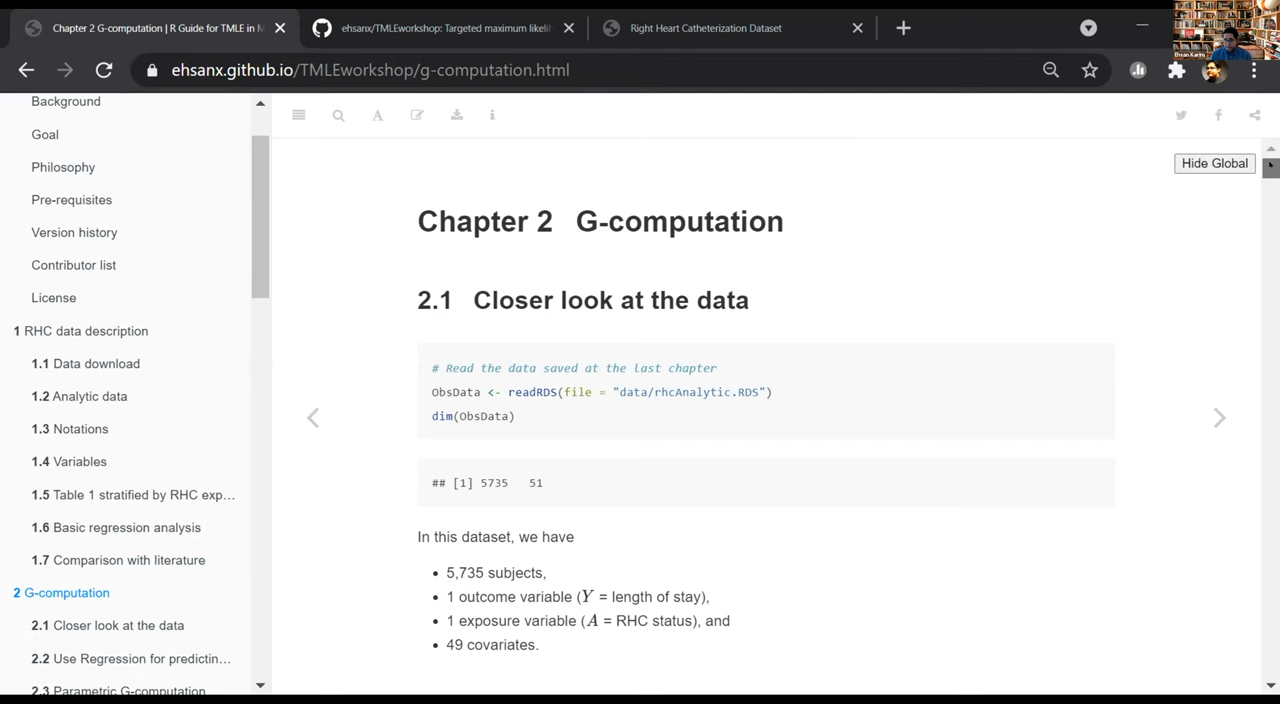 Chapter 2 G-computation | R Guide for TMLE in M
ehsanx/TMLEworkshop: Targeted maximum likeli
Right Heart Catheterization Dataset
Ehsan Karim
ehsanx.github.io/TMLEworkshop/g-computation.html
Background
Goal
Philosophy
Pre-requisites
Version history
Contributor list
License
1 RHC data description
1.1 Data download
1.2 Analytic data
1.3 Notations
1.4 Variables
1.5 Table 1 stratified by RHC exp…
1.6 Basic regression analysis
1.7 Comparison with literature
2 G-computation
2.1 Closer look at the data
2.2 Use Regression for predictin…
2.3 Parametric G-computation
Hide Global
Chapter 2 G-computation
2.1 Closer look at the data
# Read the data saved at the last chapter
ObsData <- readRDS(file = "data/rhcAnalytic.RDS")
dim(ObsData)
## [1] 5735 51
In this dataset, we have
• 5,735 subjects,
• 1 outcome variable (Y = length of stay),
• 1 exposure variable (A = RHC status), and
• 49 covariates.